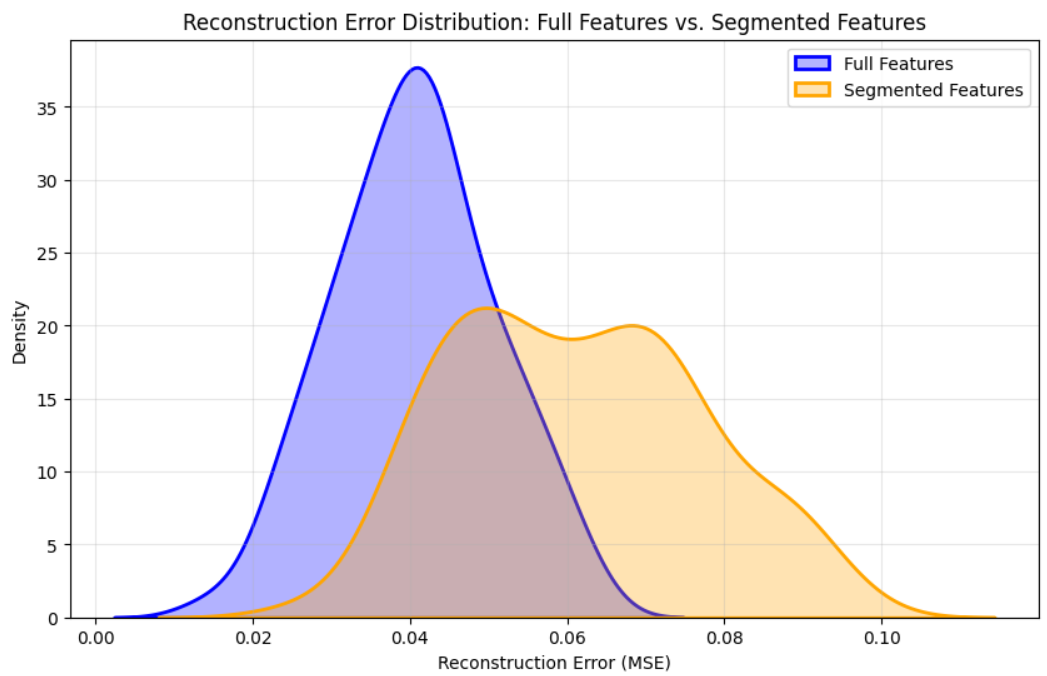 Reconstruction Error Distribution: Full Features vs. Segmented Features
Full Features
Segmented Features
35
30
25
20
15
10
5
0
Density
0.00 0.02 0.04 0.06 0.08 0.10
Reconstruction Error (MSE)